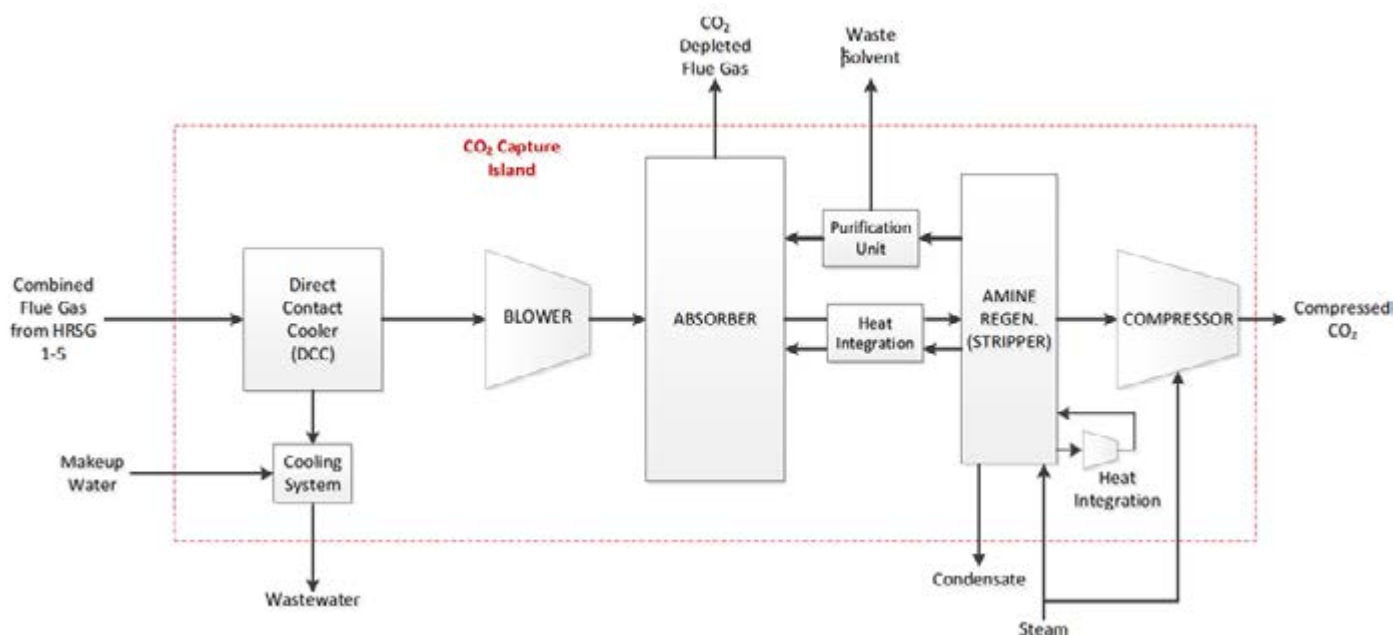 CO₂
Depleted
Flue Gas
Waste
Solvent
CO₂ Capture
Island
Combined
Flue Gas
from HRSG
1-5
Direct
Contact
Cooler
(DCC)
BLOWER
ABSORBER
Purification
Unit
Heat
Integration
AMINE
REGEN.
(STRIPPER)
COMPRESSOR
Compressed
CO₂
Makeup
Water
Cooling
System
Heat
Integration
Wastewater
Condensate
Steam